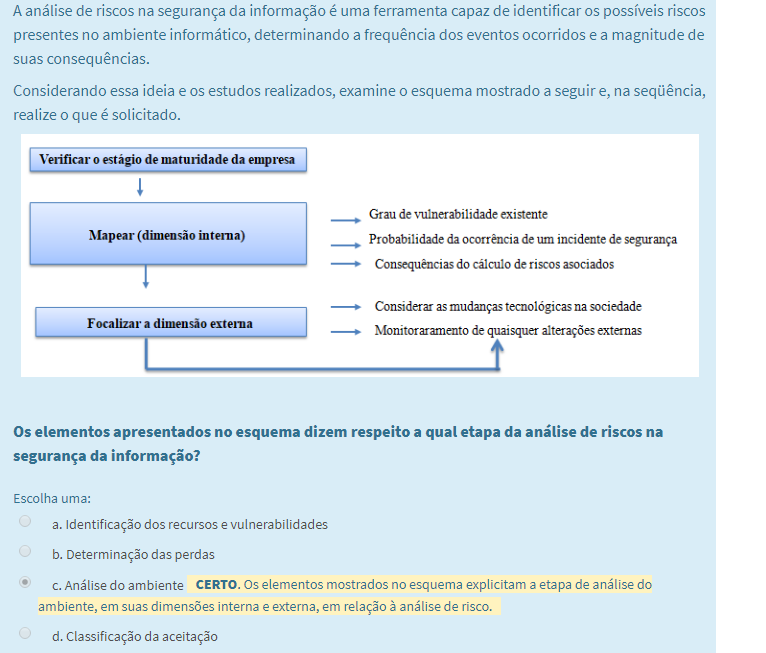 A análise de riscos na segurança da informação é uma ferramenta capaz de identificar os possíveis riscos
presentes no ambiente informático, determinando a frequência dos eventos ocorridos e a magnitude de
suas consequências.
Considerando essa ideia e os estudos realizados, examine o esquema mostrado a seguir e, na seqüência,
realize o que é solicitado.
Verificar o estágio de maturidade da empresa
Mapear (dimensão interna)
Grau de vulnerabilidade existente
Probabilidade da ocorrência de um incidente de segurança
Consequências do cálculo de riscos asociados
Focalizar a dimensão externa
Considerar as mudanças tecnológicas na sociedade
Monitoraramento de quaisquer alterações externas
Os elementos apresentados no esquema dizem respeito a qual etapa da análise de riscos na
segurança da informação?
Escolha uma:
a. Identificação dos recursos e vulnerabilidades
b. Determinação das perdas
c. Análise do ambiente CERTO. Os elementos mostrados no esquema explicitam a etapa de análise do
ambiente, em suas dimensões interna e externa, em relação à análise de risco.
d. Classificação da aceitação